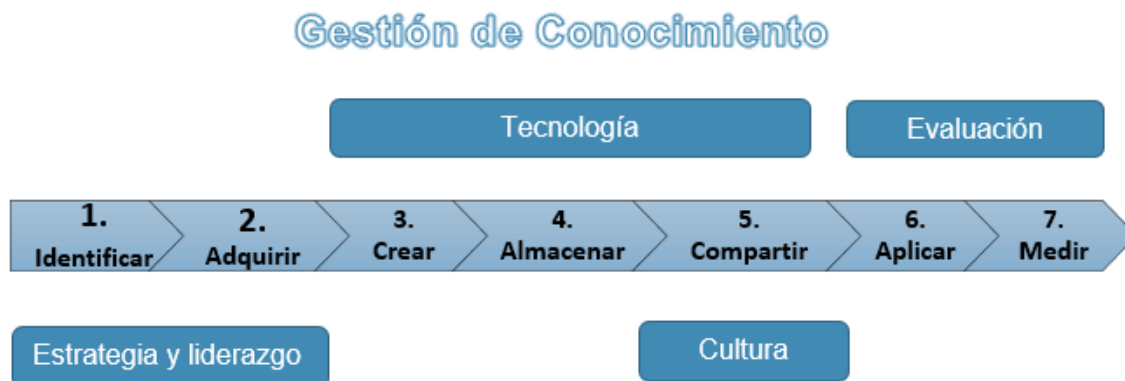 Gestión de Conocimiento
Tecnología
Evaluación
1.
Identificar
2.
Adquirir
3.
Crear
4.
Almacenar
5.
Compartir
6.
Aplicar
7.
Medir
Estrategia y liderazgo
Cultura